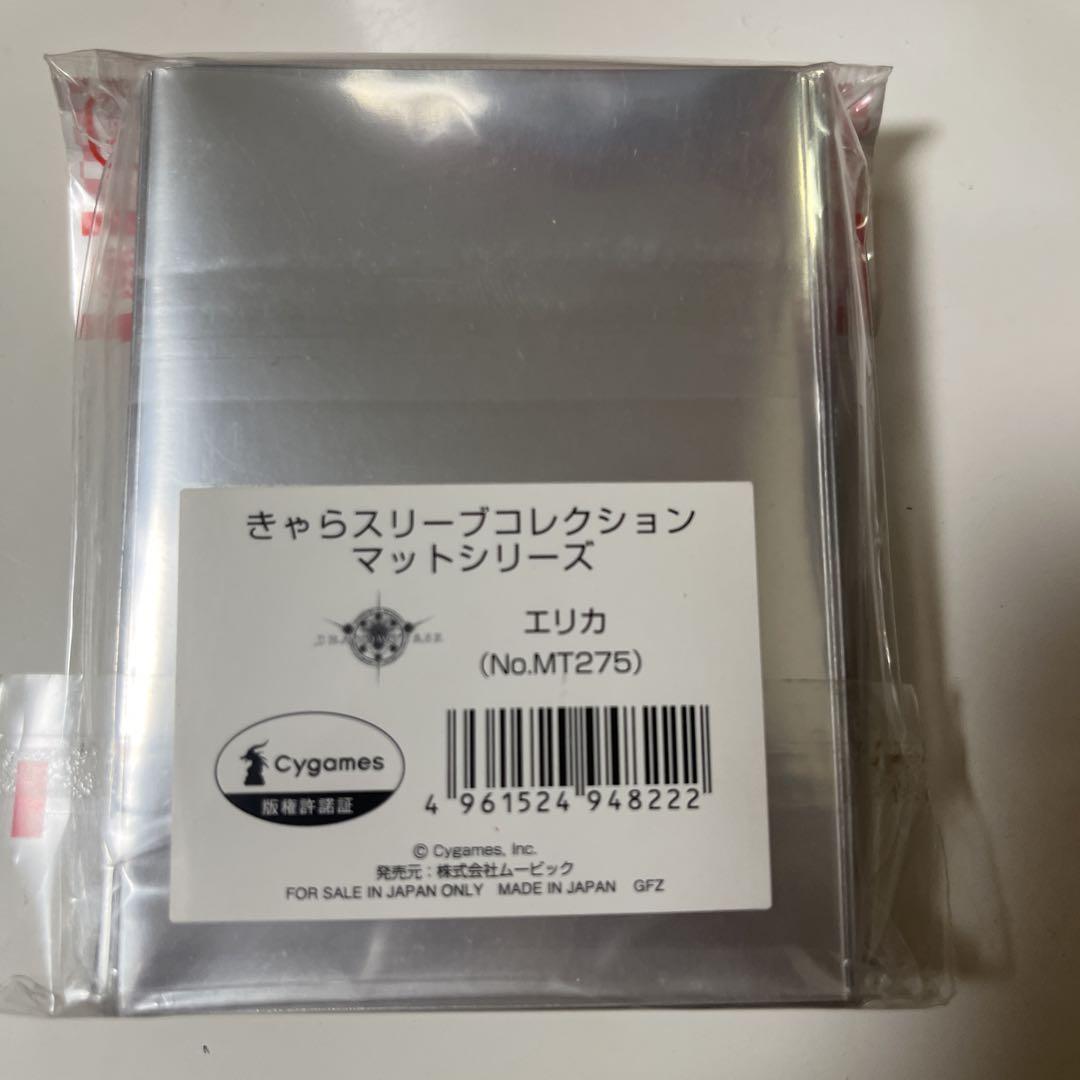 きゃらスリーブコレクション
マットシリーズ
エリカ
(No.MT275)
Cygames
版権許諾証
4 961524 948222
© Cygames, Inc.
発売元：株式会社ムービック
FOR SALE IN JAPAN ONLY MADE IN JAPAN GFZ